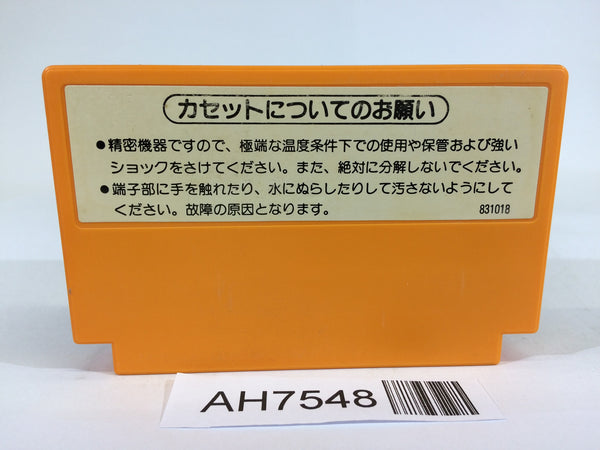 カセットについてのお願い
●精密機器ですので、極端な温度条件下での使用や保管および強い
ショックをさけてください。また、絶対に分解しないでください。
●端子部に手を触れたり、水にぬらしたりして汚さないようにして
ください。故障の原因となります。
831018
AH7548